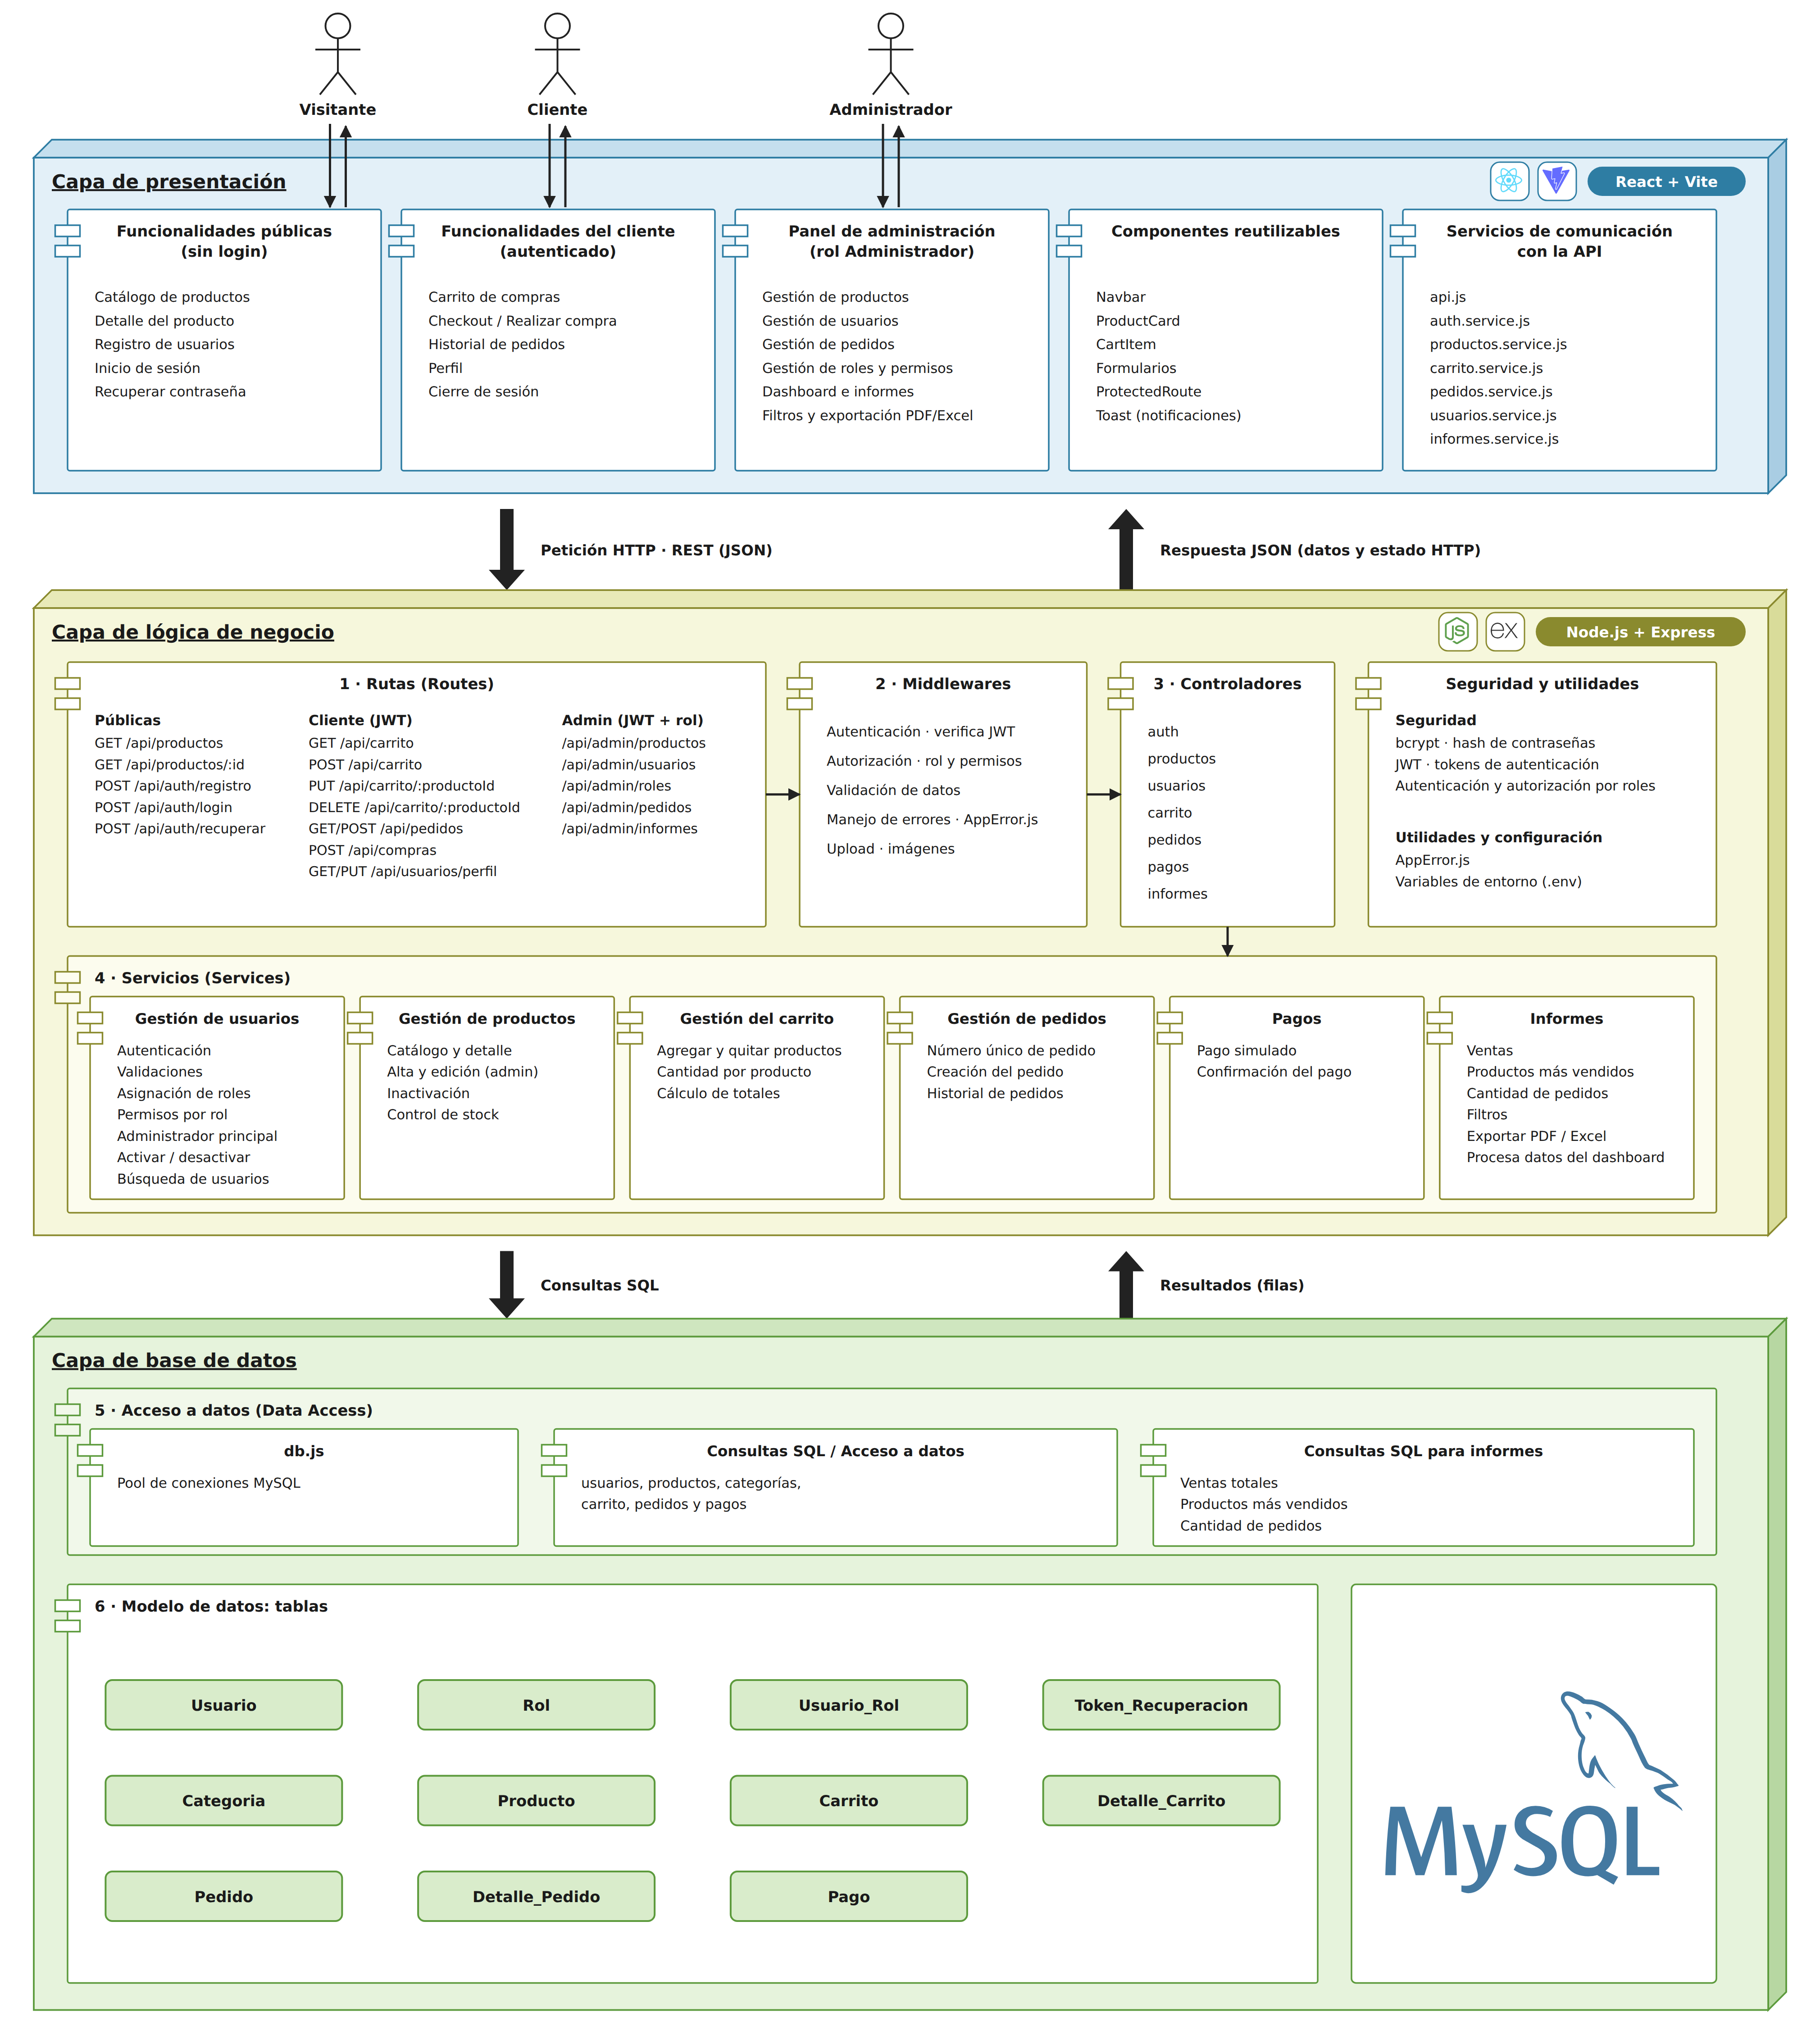 Visitante
Cliente
Administrador
Capa de presentación
React + Vite
Funcionalidades públicas
(sin login)
Catálogo de productos
Detalle del producto
Registro de usuarios
Inicio de sesión
Recuperar contraseña
Funcionalidades del cliente
(autenticado)
Carrito de compras
Checkout / Realizar compra
Historial de pedidos
Perfil
Cierre de sesión
Panel de administración
(rol Administrador)
Gestión de productos
Gestión de usuarios
Gestión de pedidos
Gestión de roles y permisos
Dashboard e informes
Filtros y exportación PDF/Excel
Componentes reutilizables
Navbar
ProductCard
CartItem
Formularios
ProtectedRoute
Toast (notificaciones)
Servicios de comunicación
con la API
api.js
auth.service.js
productos.service.js
carrito.service.js
pedidos.service.js
usuarios.service.js
informes.service.js
Petición HTTP · REST (JSON)
Respuesta JSON (datos y estado HTTP)
Capa de lógica de negocio
JS
ex
Node.js + Express
1 · Rutas (Routes)
Públicas
GET /api/productos
GET /api/productos/:id
POST /api/auth/registro
POST /api/auth/login
POST /api/auth/recuperar
Cliente (JWT)
GET /api/carrito
POST /api/carrito
PUT /api/carrito/:productoId
DELETE /api/carrito/:productoId
GET/POST /api/pedidos
POST /api/compras
GET/PUT /api/usuarios/perfil
Admin (JWT + rol)
/api/admin/productos
/api/admin/usuarios
/api/admin/roles
/api/admin/pedidos
/api/admin/informes
2 · Middlewares
Autenticación · verifica JWT
Autorización · rol y permisos
Validación de datos
Manejo de errores · AppError.js
Upload · imágenes
3 · Controladores
auth
productos
usuarios
carrito
pedidos
pagos
informes
Seguridad y utilidades
Seguridad
bcrypt · hash de contraseñas
JWT · tokens de autenticación
Autenticación y autorización por roles
Utilidades y configuración
AppError.js
Variables de entorno (.env)
4 · Servicios (Services)
Gestión de usuarios
Autenticación
Validaciones
Asignación de roles
Permisos por rol
Administrador principal
Activar / desactivar
Búsqueda de usuarios
Gestión de productos
Catálogo y detalle
Alta y edición (admin)
Inactivación
Control de stock
Gestión del carrito
Agregar y quitar productos
Cantidad por producto
Cálculo de totales
Gestión de pedidos
Número único de pedido
Creación del pedido
Historial de pedidos
Pagos
Pago simulado
Confirmación del pago
Informes
Ventas
Productos más vendidos
Cantidad de pedidos
Filtros
Exportar PDF / Excel
Procesa datos del dashboard
Consultas SQL
Resultados (filas)
Capa de base de datos
5 · Acceso a datos (Data Access)
db.js
Pool de conexiones MySQL
Consultas SQL / Acceso a datos
usuarios, productos, categorías,
carrito, pedidos y pagos
Consultas SQL para informes
Ventas totales
Productos más vendidos
Cantidad de pedidos
6 · Modelo de datos: tablas
Usuario
Rol
Usuario_Rol
Token_Recuperacion
Categoria
Producto
Carrito
Detalle_Carrito
Pedido
Detalle_Pedido
Pago
MySQL